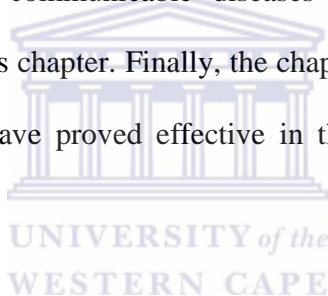 communicable diseases
s chapter. Finally, the chap
ave proved effective in th
UNIVERSITY of the
WESTERN CAPE